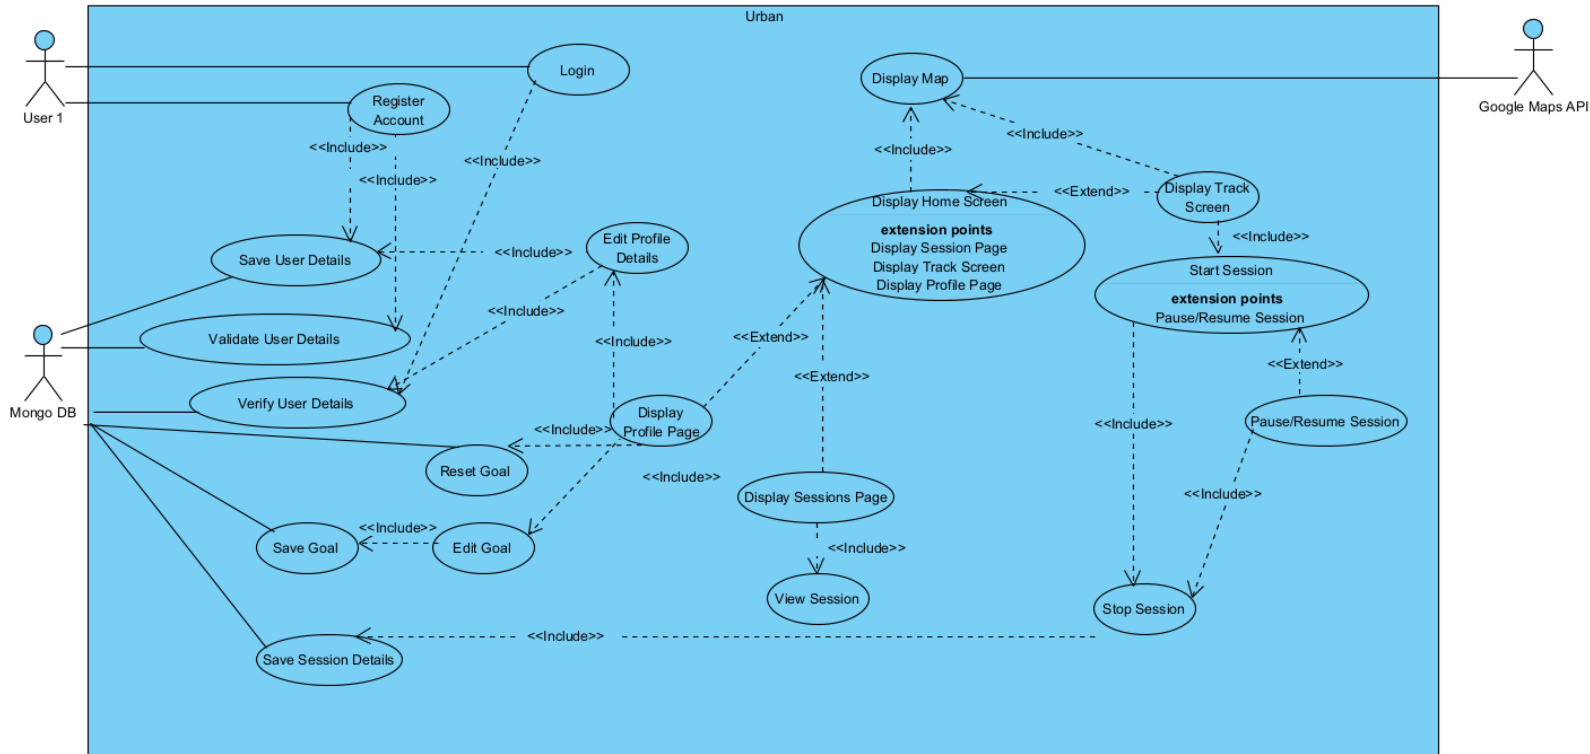 Urban
User 1
Login
Register
Account
Display Map
Google Maps API
<<Include>>
<<Include>>
<<Include>>
<<Include>>
<<Include>>
<<Extend>>
Display Track
Screen
Display Home Screen
extension points
Display Session Page
Display Track Screen
Display Profile Page
<<Include>>
Edit Profile
Details
<<Include>>
Save User Details
Start Session
extension points
Pause/Resume Session
<<Include>>
Validate User Details
<<Include>>
<<Extend>>
<<Extend>>
<<Extend>>
Mongo DB
Verify User Details
Display
Profile Page
Pause/Resume Session
<<Include>>
<<Include>>
Reset Goal
<<Include>>
Display Sessions Page
<<Include>>
<<Include>>
Save Goal
Edit Goal
<<Include>>
View Session
Stop Session
<<Include>>
Save Session Details